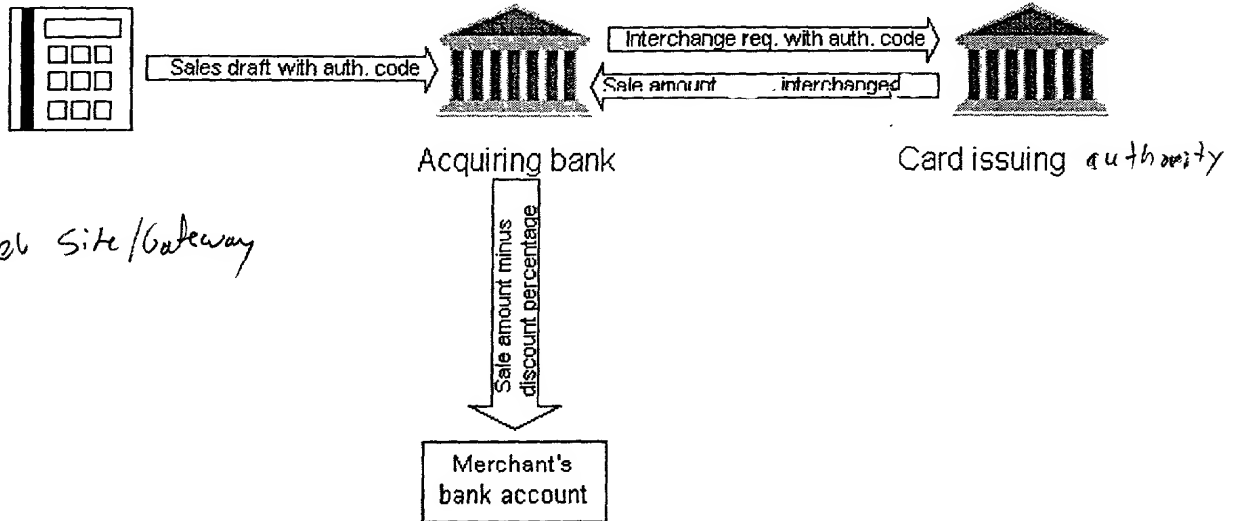 Sales draft with auth. code
Interchange req. with auth. code
Sale amount interchanged
Acquiring bank
Card issuing authority
Site/Gateway
Sale amount minus
discount percentage
Merchant's
bank account